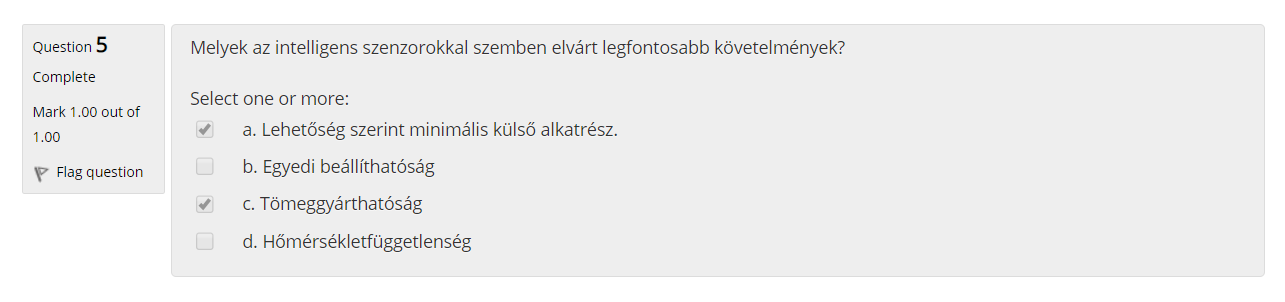 Question 5
Complete
Mark 1.00 out of
1.00
Flag question
Melyek az intelligens szenzorokkal szemben elvárt legfontosabb követelmények?
Select one or more:
a. Lehetőség szerint minimális külső alkatrész.
b. Egyedi beállíthatóság
c. Tömeggyárthatóság
d. Hőmérsékletfüggetlenség